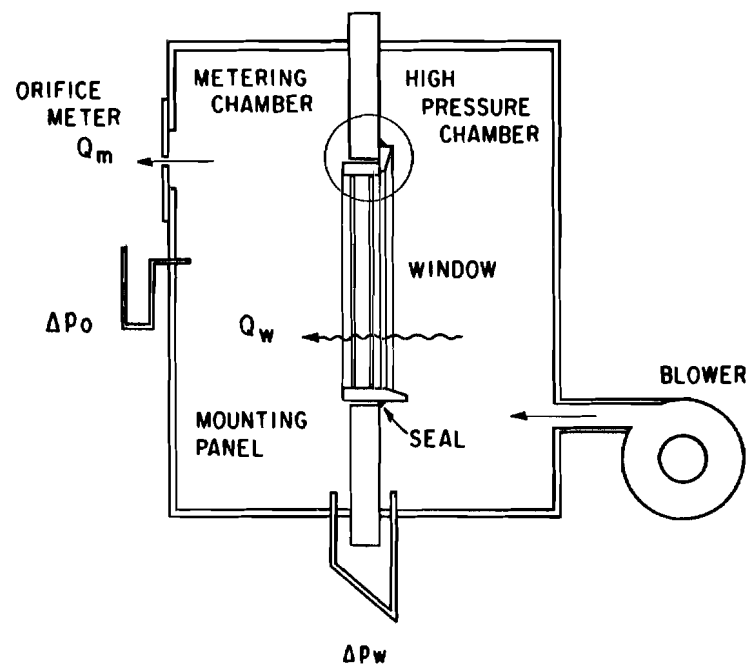 METERING
CHAMBER
HIGH
PRESSURE
CHAMBER
ORIFICE
METER
Qm
WINDOW
Δpo
Qw
BLOWER
MOUNTING
PANEL
SEAL
Δpw